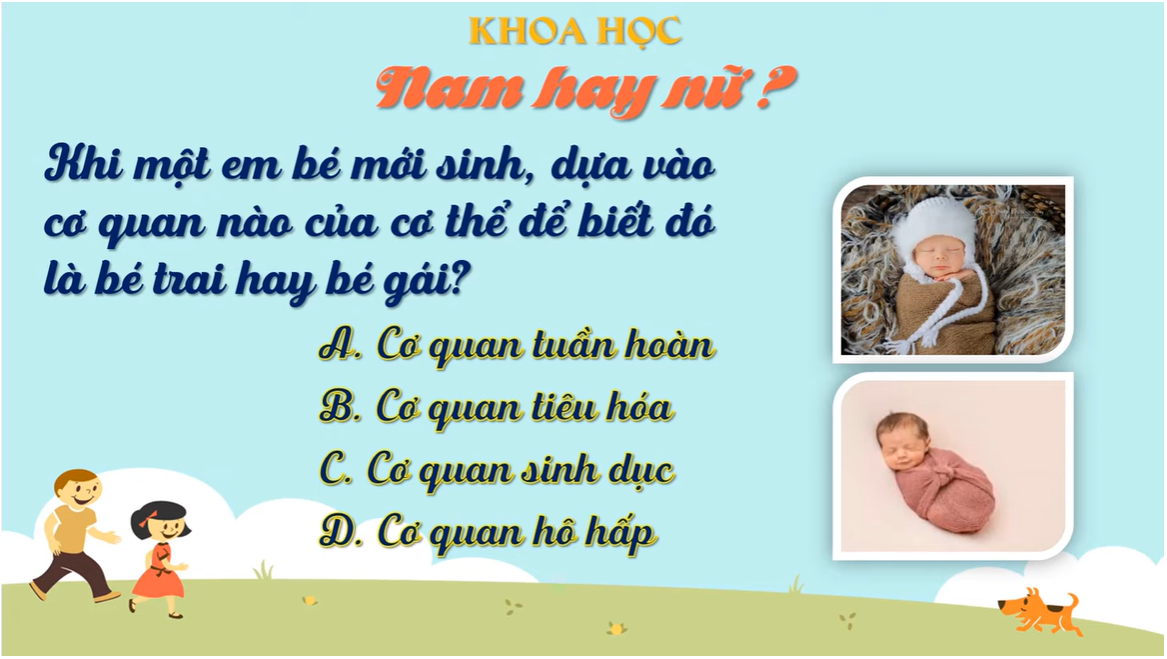 KHOA HỌC
Nam hay nữ ?
Khi một em bé mới sinh, dựa vào
cơ quan nào của cơ thể để biết đó
là bé trai hay bé gái?
A. Cơ quan tuần hoàn
B. Cơ quan tiêu hóa
C. Cơ quan sinh dục
D. Cơ quan hô hấp